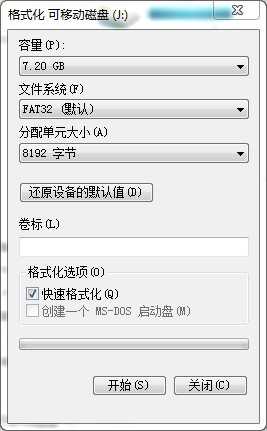 格式化 可移动磁盘 (J:)
容量(P):
7.20 GB
文件系统(F)
FAT32 (默认)
分配单元大小(A)
8192 字节
还原设备的默认值(D)
卷标(L)
格式化选项(O)
快速格式化(Q)
创建一个 MS-DOS 启动盘(M)
开始(S)
关闭(C)